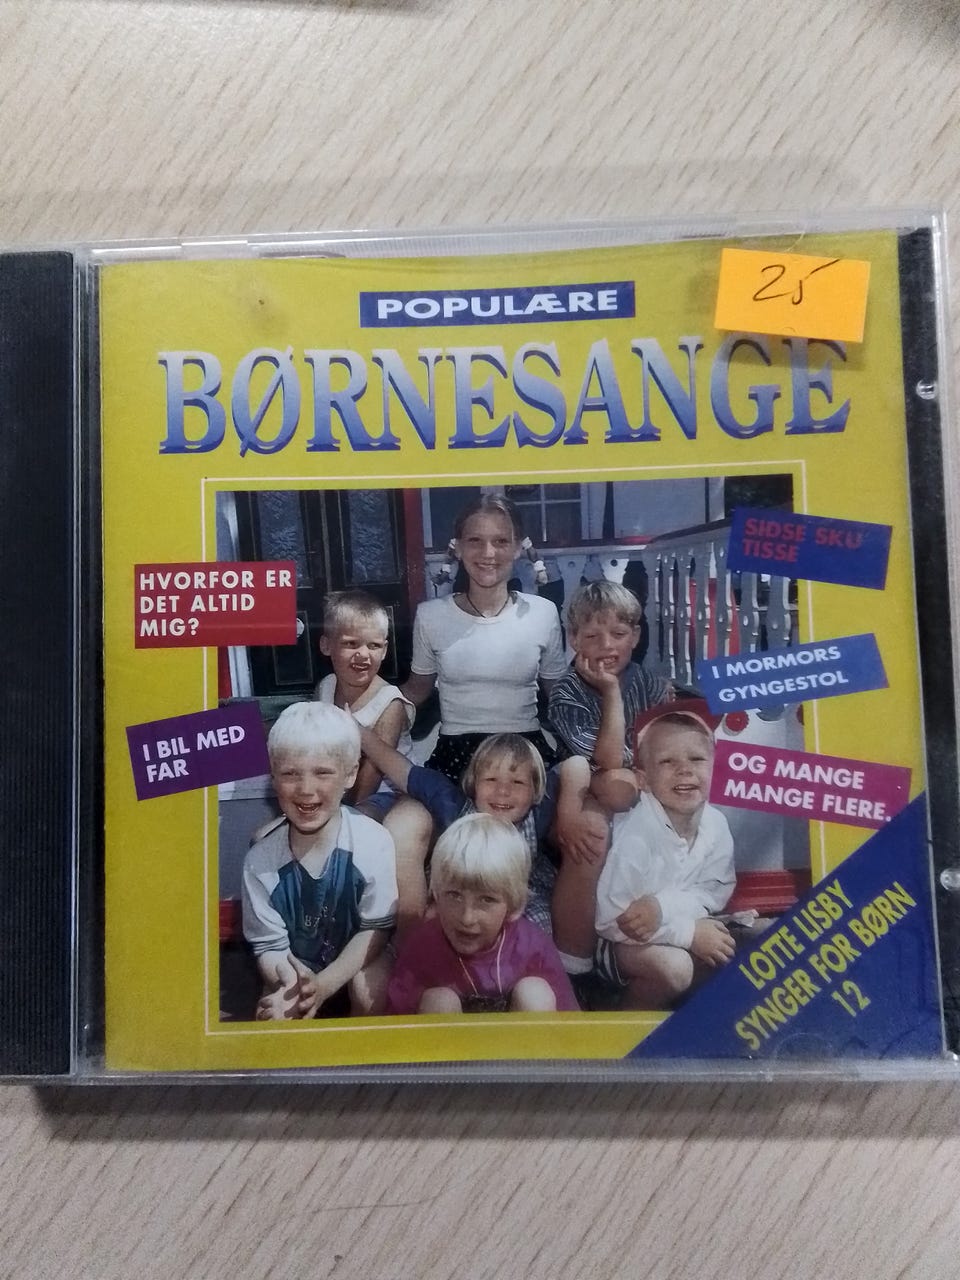 25
POPULÆRE
BØRNESANGE
SIDSE SKU'
TISSE
HVORFOR ER
DET ALTID
MIG?
I MORMORS
GYNGESTOL
I BIL MED
FAR
OG MANGE
MANGE FLERE.
LOTTE LISBY
SYNGER FOR BØRN
12